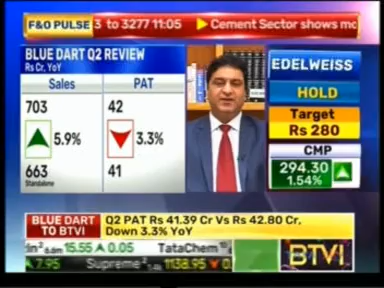 F&O PULSE
3 to 3277 11:05
Cement Sector shows mo
BLUE DART Q2 REVIEW
Rs Cr, YoY
Sales
PAT
703
42
5.9%
3.3%
663
41
Standalone
EDELWEISS
HOLD
Target
Rs 280
CMP
294.30
1.54%
BLUE DART
TO BTVI
Q2 PAT Rs 41.39 Cr Vs Rs 42.80 Cr,
Down 3.3% YoY
15.55 0.05 TataChem
7.95 Supreme 1138.95 0
BTVI